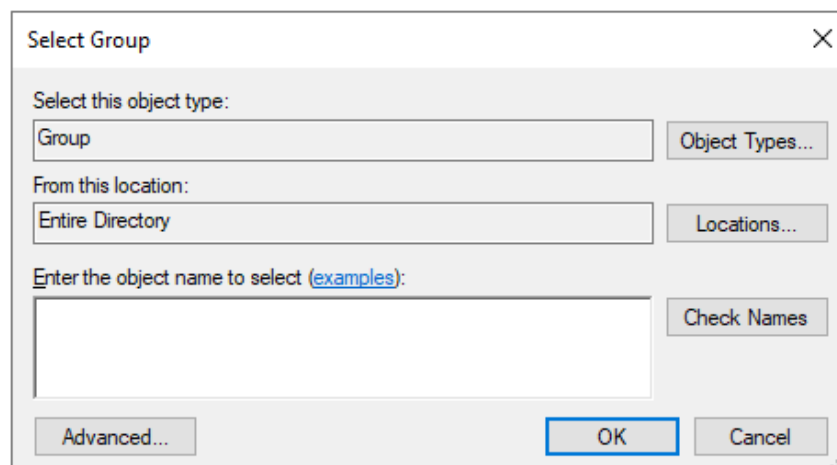 Select Group
Select this object type:
Group
Object Types...
From this location:
Entire Directory
Locations...
Enter the object name to select (examples):
Check Names
Advanced...
OK
Cancel